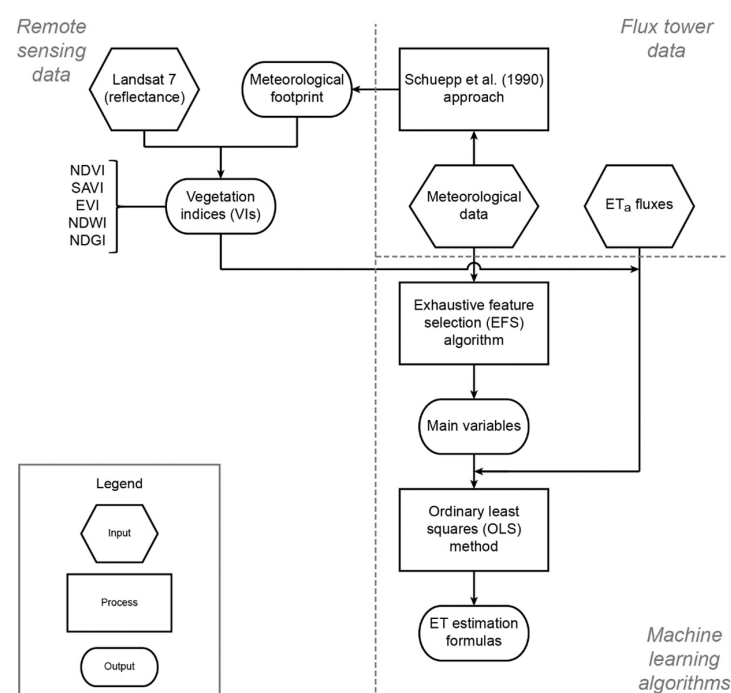 Remote
sensing
data
Flux tower
data
Landsat 7
(reflectance)
Meteorological
footprint
Schuepp et al. (1990)
approach
NDVI
SAVI
EVI
NDWI
NDGI
Vegetation
indices (VIs)
Meteorological
data
ETa fluxes
Exhaustive feature
selection (EFS)
algorithm
Main variables
Ordinary least
squares (OLS)
method
ET estimation
formulas
Legend
Input
Process
Output
Machine
learning
algorithms